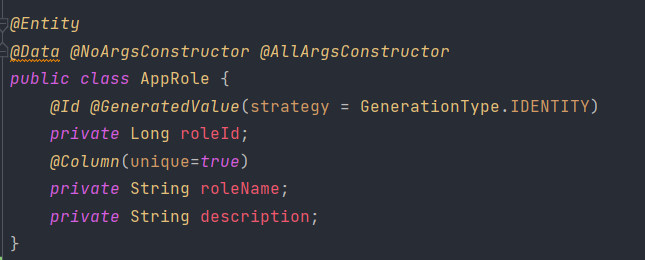 @Entity
@Data @NoArgsConstructor @AllArgsConstructor
public class AppRole {
    @Id @GeneratedValue(strategy = GenerationType.IDENTITY)
    private Long roleId;
    @Column(unique=true)
    private String roleName;
    private String description;
}